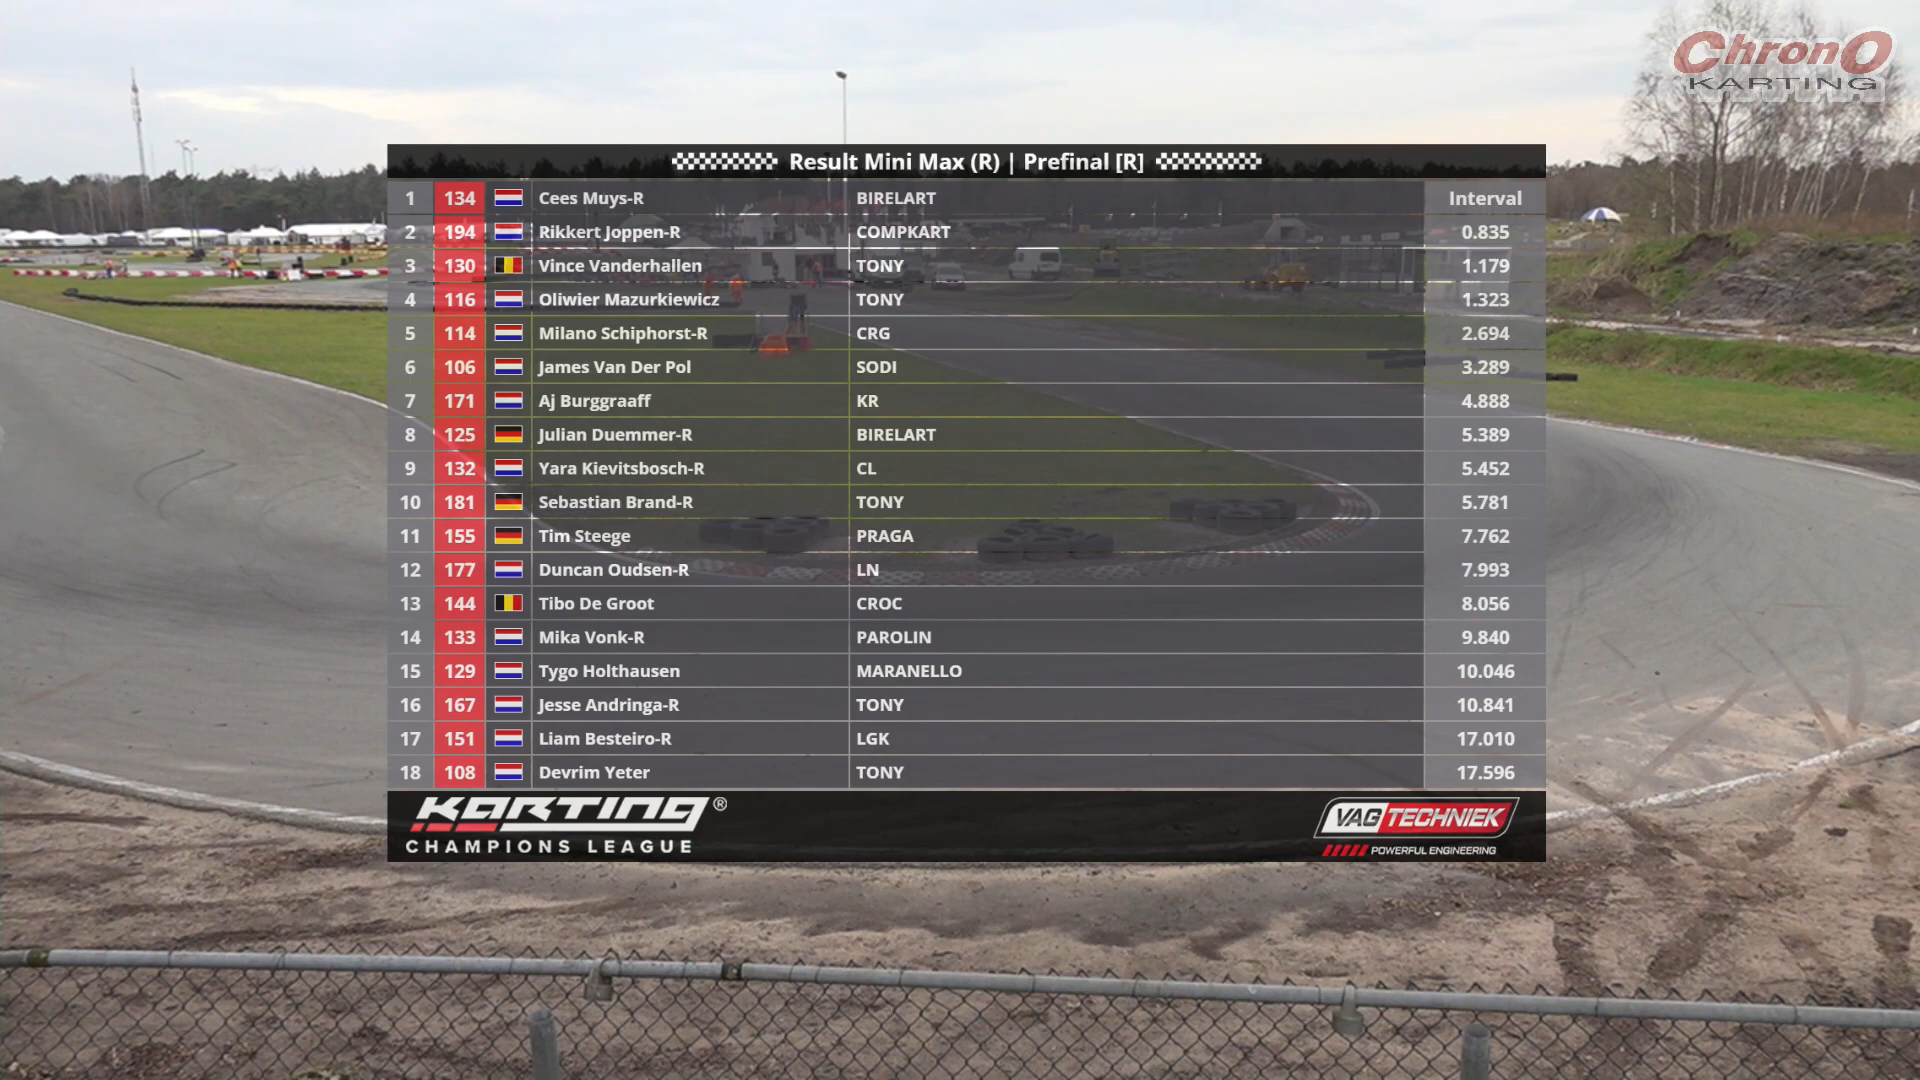 ChronO
KARTING
Result Mini Max (R) | Prefinal [R]
1 134 Cees Muys-R BIRELART Interval
2 194 Rikkert Joppen-R COMPKART 0.835
3 130 Vince Vanderhallen TONY 1.179
4 116 Oliwier Mazurkiewicz TONY 1.323
5 114 Milano Schiphorst-R CRG 2.694
6 106 James Van Der Pol SODI 3.289
7 171 Aj Burggraaff KR 4.888
8 125 Julian Duemmer-R BIRELART 5.389
9 132 Yara Kievitsbosch-R CL 5.452
10 181 Sebastian Brand-R TONY 5.781
11 155 Tim Steege PRAGA 7.762
12 177 Duncan Oudsen-R LN 7.993
13 144 Tibo De Groot CROC 8.056
14 133 Mika Vonk-R PAROLIN 9.840
15 129 Tygo Holthausen MARANELLO 10.046
16 167 Jesse Andringa-R TONY 10.841
17 151 Liam Besteiro-R LGK 17.010
18 108 Devrim Yeter TONY 17.596
KARTING®
CHAMPIONS LEAGUE
VAG TECHNIEK
POWERFUL ENGINEERING